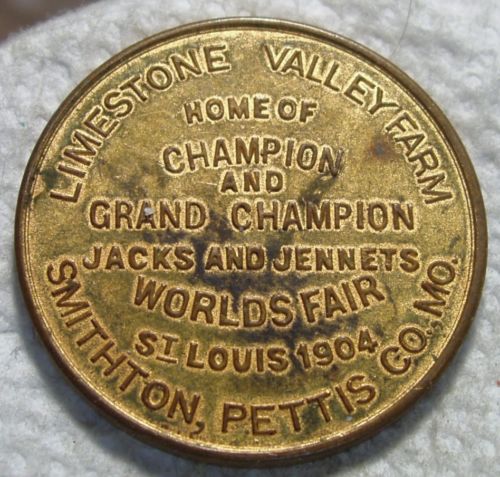 LIMESTONE VALLEY FARM
HOME OF
CHAMPION
AND
GRAND CHAMPION
JACKS AND JENNETS
WORLDS FAIR
ST LOUIS 1904
SMITHTON, PETTIS CO., MO.